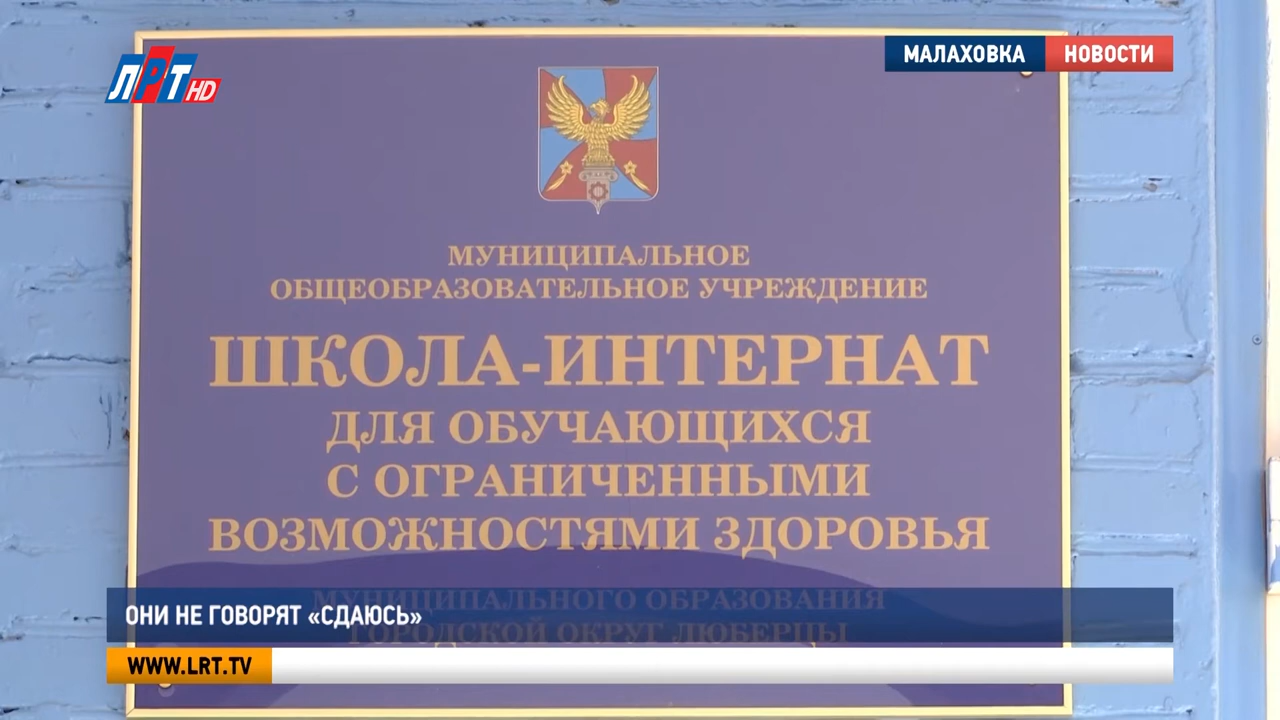 ЛРТ HD
МАЛАХОВКА НОВОСТИ
МУНИЦИПАЛЬНОЕ
ОБЩЕОБРАЗОВАТЕЛЬНОЕ УЧРЕЖДЕНИЕ
ШКОЛА-ИНТЕРНАТ
ДЛЯ ОБУЧАЮЩИХСЯ
С ОГРАНИЧЕННЫМИ
ВОЗМОЖНОСТЯМИ ЗДОРОВЬЯ
МУНИЦИПАЛЬНОГО ОБРАЗОВАНИЯ
ГОРОДСКОЙ ОКРУГ ЛЮБЕРЦЫ
ОНИ НЕ ГОВОРЯТ «СДАЮСЬ»
WWW.LRT.TV